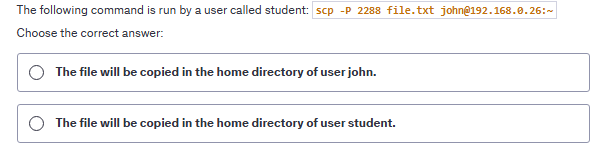 The following command is run by a user called student: scp -P 2288 file.txt john@192.168.0.26:~
Choose the correct answer:
The file will be copied in the home directory of user john.
The file will be copied in the home directory of user student.